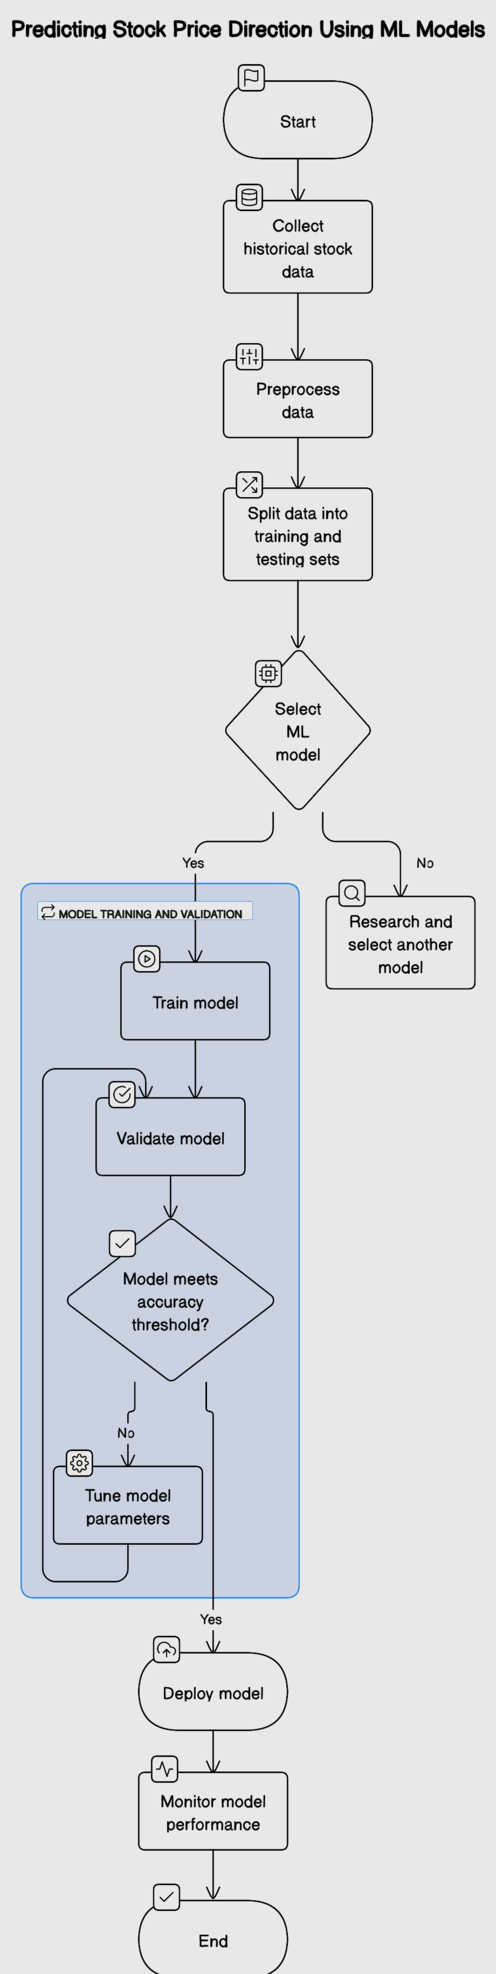 Predicting Stock Price Direction Using ML Models
Start
Collect
historical stock
data
Preprocess
data
Split data into
training and
testing sets
Select
ML
model
Yes
No
MODEL TRAINING AND VALIDATION
Research and
select another
model
Train model
Validate model
Model meets
accuracy
threshold?
No
Tune model
parameters
Yes
Deploy model
Monitor model
performance
End